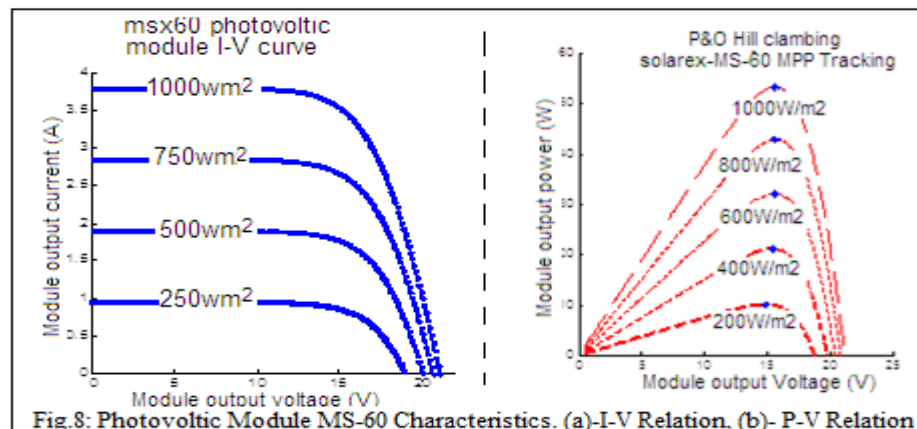 msx60 photovoltic
module I-V curve
Module output current (A)
4
3.5
3
2.5
2
1.5
1
0.5
0
1000wm2
750wm2
500wm2
250wm2
0 5 10 15 20
Module output voltage (V)
P&O Hill clambing
solarex-MS-60 MPP Tracking
Module output power (W)
60
50
40
30
20
10
0
1000W/m2
800W/m2
600W/m2
400W/m2
200W/m2
0 5 10 15 20 25
Module output Voltage (V)
Fig.8: Photovoltic Module MS-60 Characteristics. (a)-I-V Relation, (b)- P-V Relation